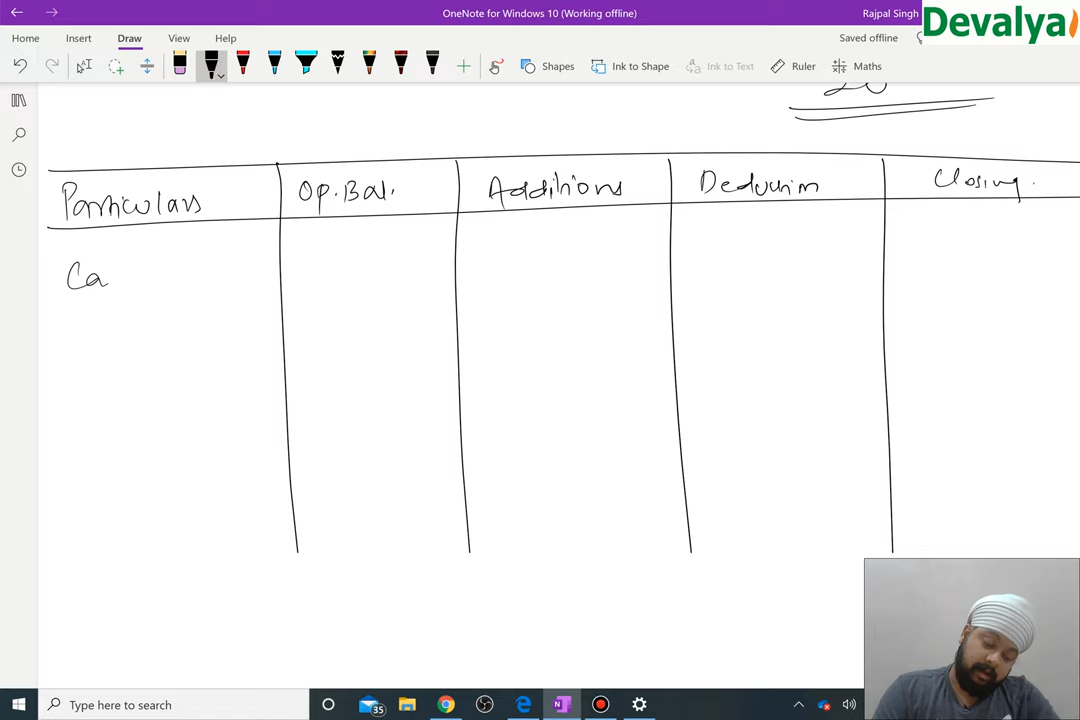 OneNote for Windows 10 (Working offline)
Rajpal Singh
Devalya
Home Insert Draw View Help
Saved offline
Shapes Ink to Shape Ink to Text Ruler Maths
Particulars Op. Bal. Additions Deduction Closing.
Ca
Type here to search
35